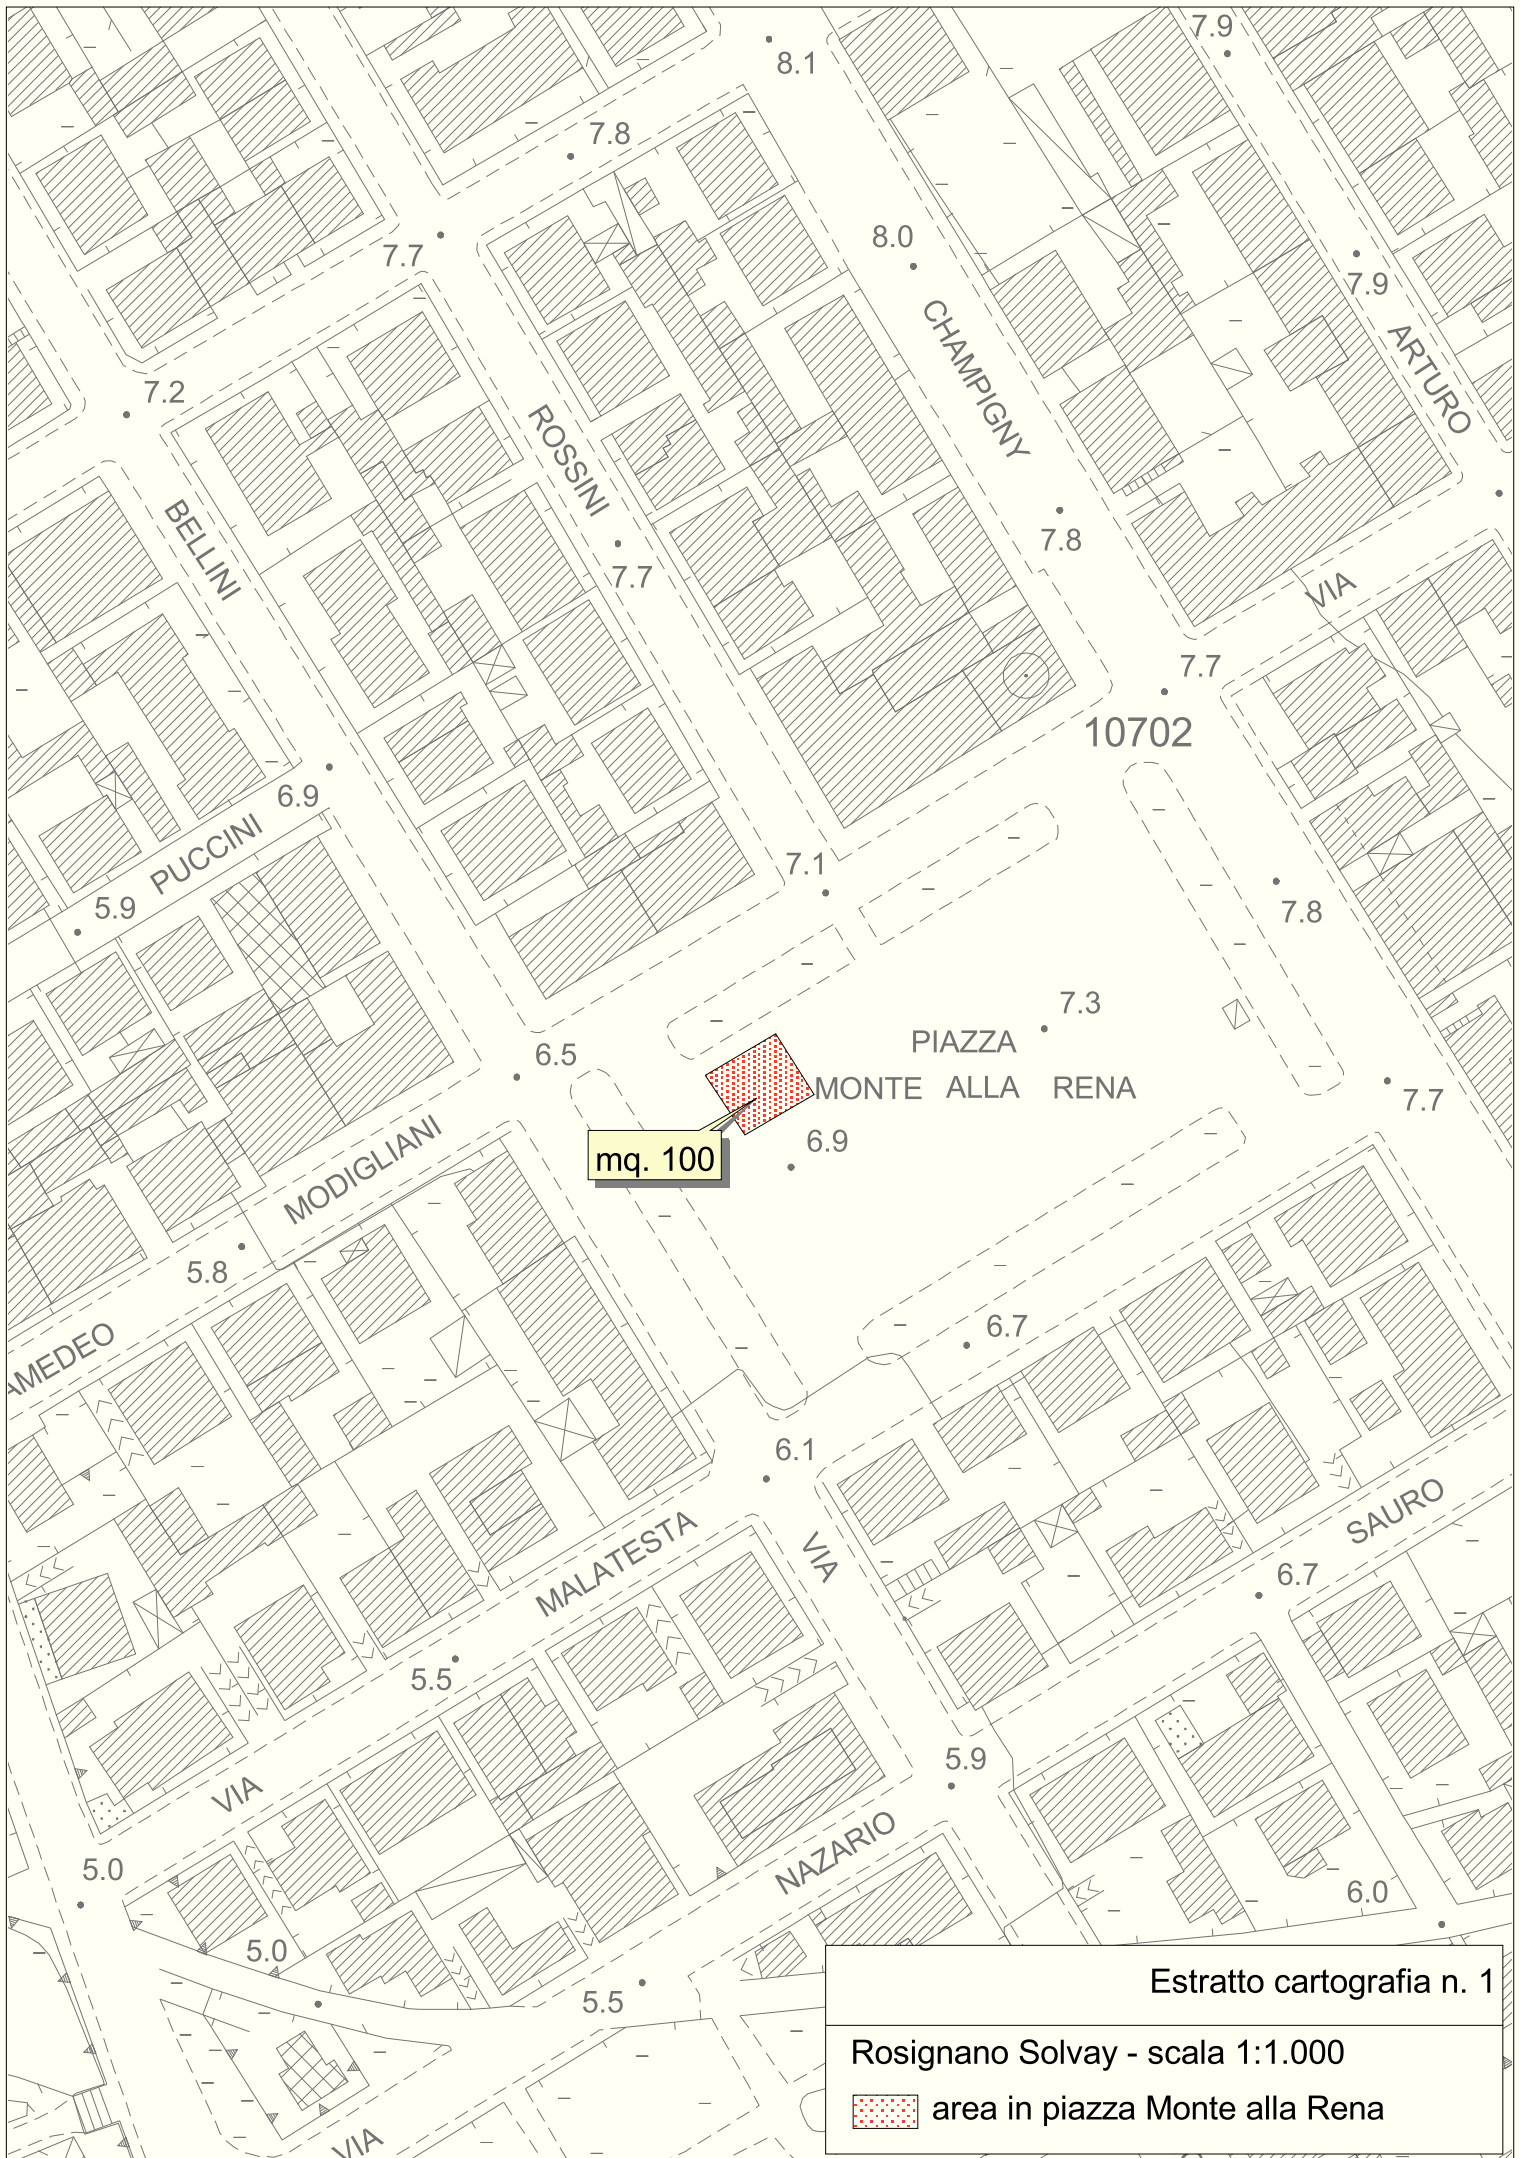 7.9
8.1
7.8
8.0
7.7
7.9
CHAMPIGNY
ARTURO
7.2
ROSSINI
BELLINI
7.8
7.7
VIA
7.7
10702
6.9
PUCCINI
7.1
5.9
7.8
7.3
PIAZZA
6.5
MONTE ALLA RENA
7.7
6.9
mq. 100
MODIGLIANI
5.8
AMEDEO
6.7
6.1
SAURO
MALATESTA
VIA
6.7
5.5
5.9
VIA
NAZARIO
5.0
6.0
5.0
5.5
VIA
Estratto cartografia n. 1
Rosignano Solvay - scala 1:1.000
area in piazza Monte alla Rena